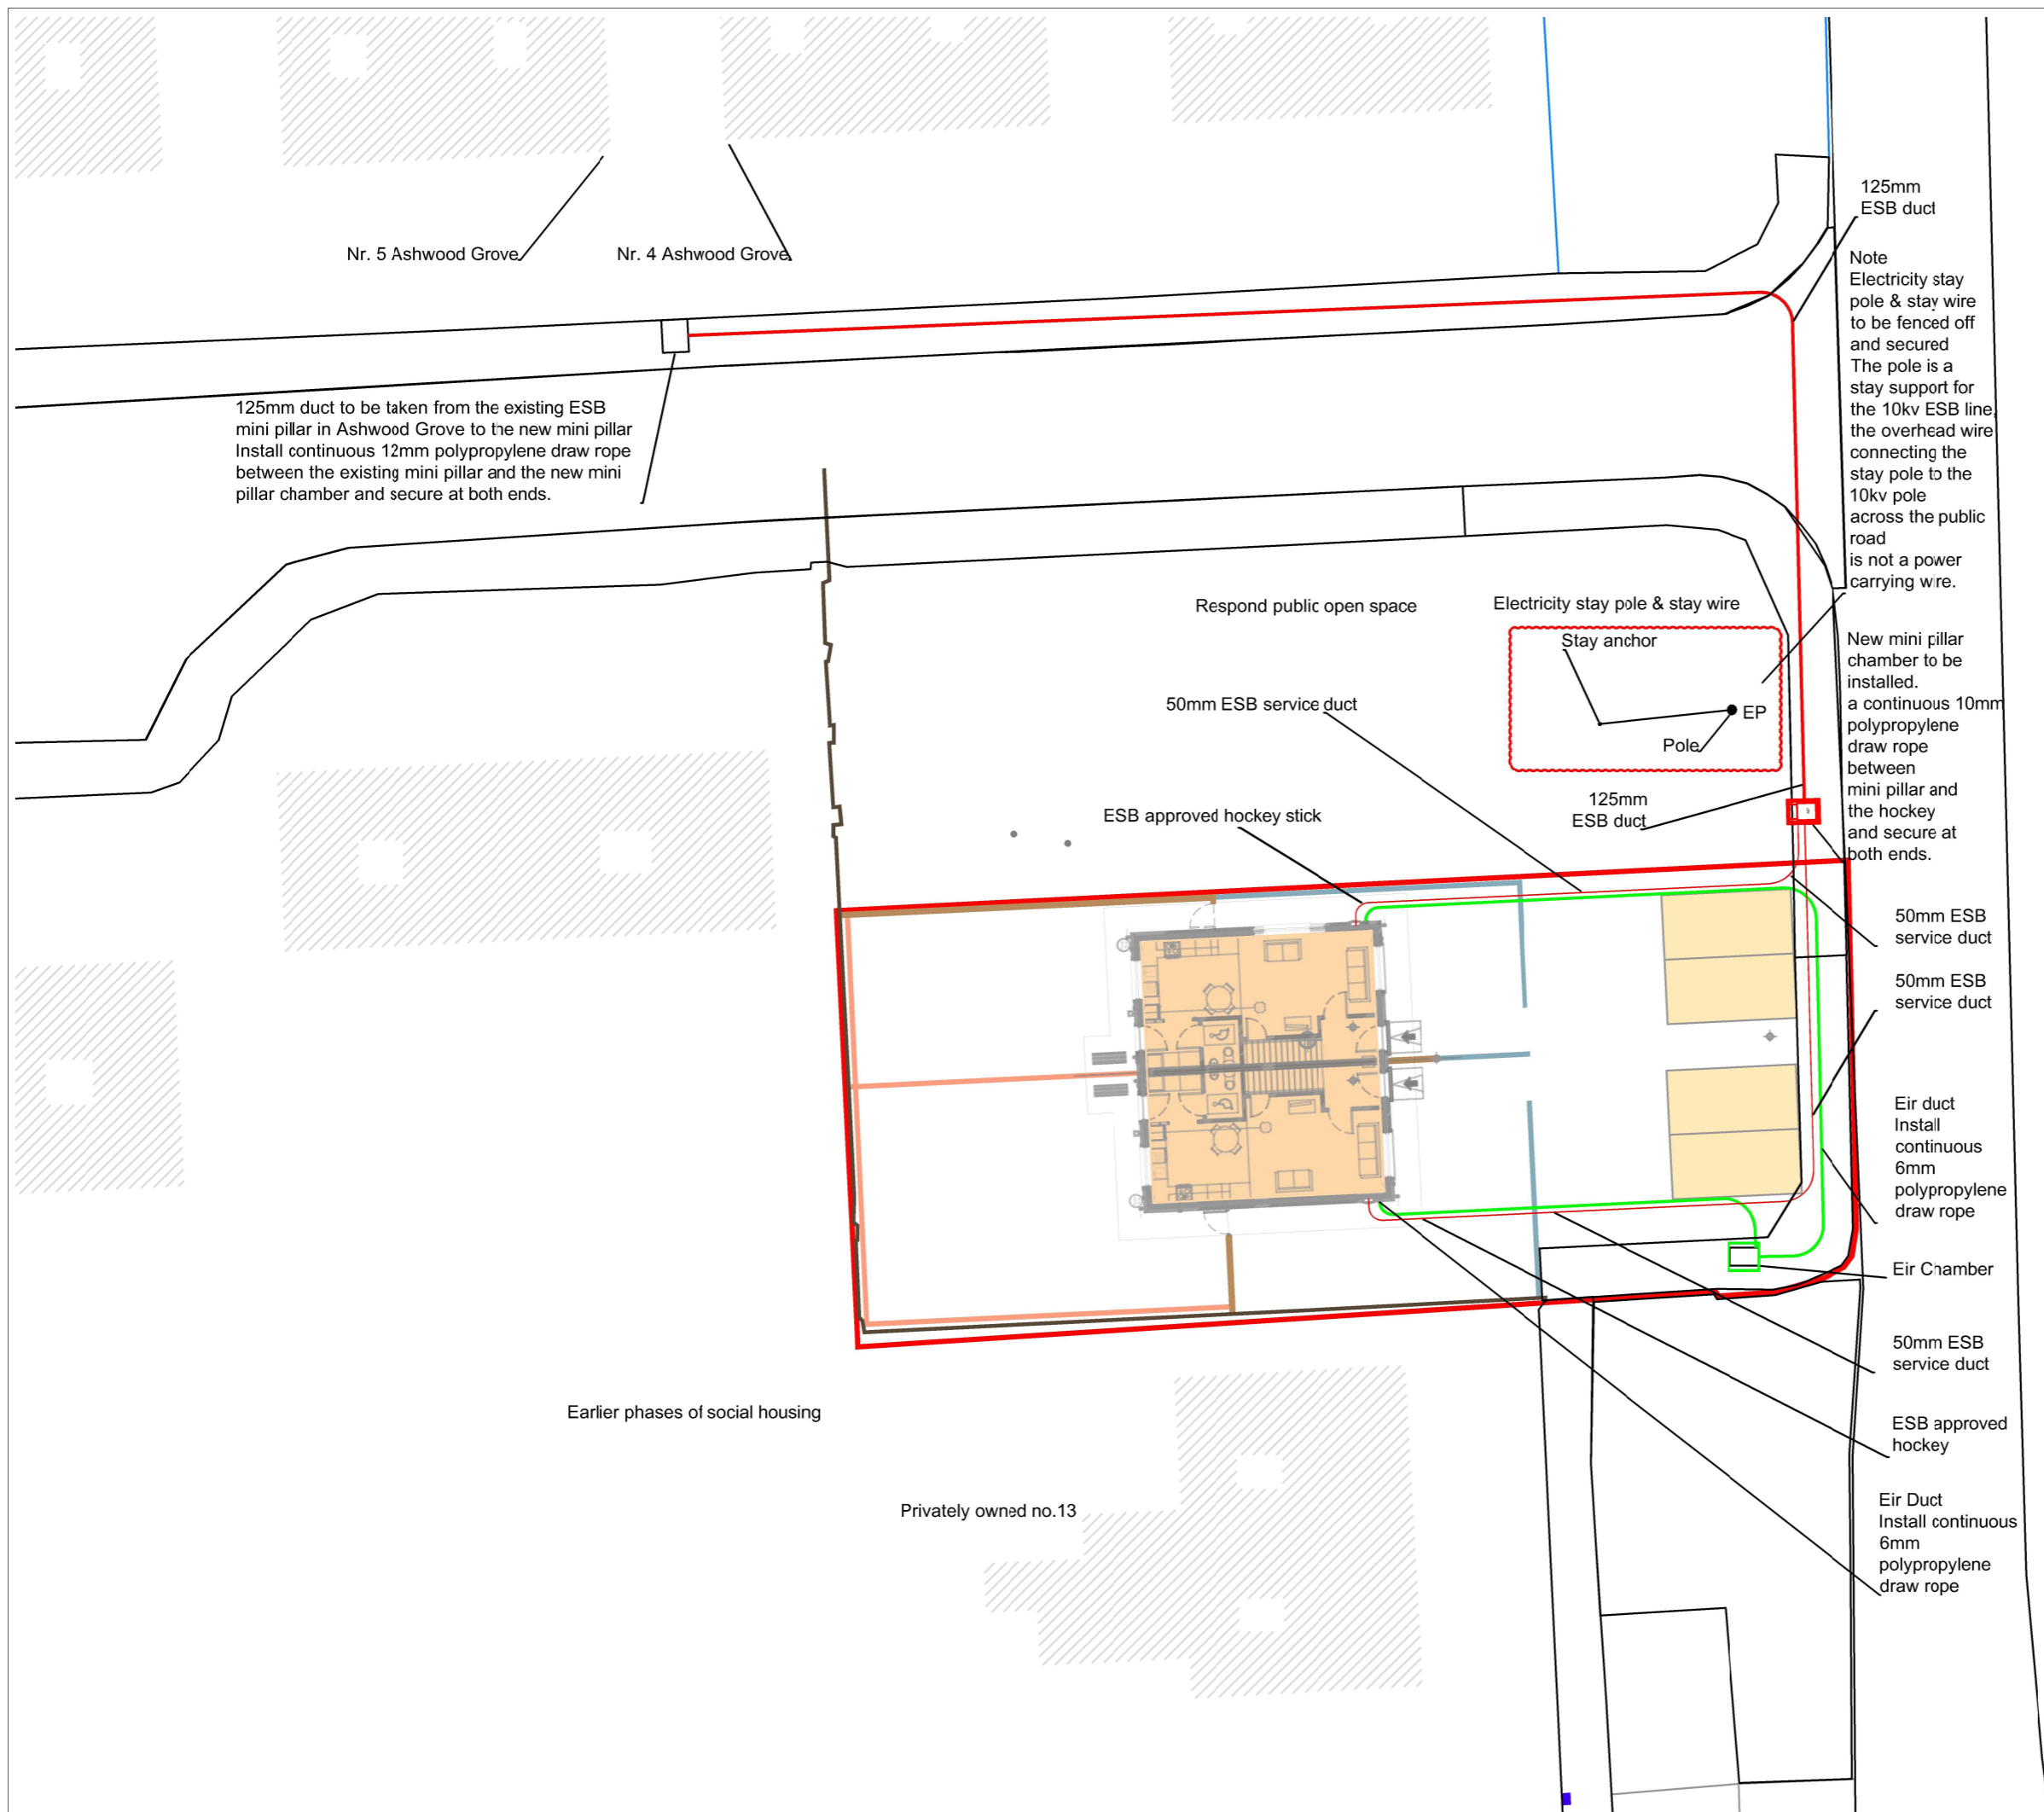 125mm
ESB duct
Nr. 5 Ashwood Grove
Nr. 4 Ashwood Grove
Note
Electricity stay
pole & stay wire
to be fenced off
and secured
The pole is a
stay support for
the 10kv ESB line,
the overhead wire
connecting the
stay pole to the
10kv pole
across the public
road
is not a power
carrying wire.
125mm duct to be taken from the existing ESB
mini pillar in Ashwood Grove to the new mini pillar
Install continuous 12mm polypropylene draw rope
between the existing mini pillar and the new mini
pillar chamber and secure at both ends.
Respond public open space
Electricity stay pole & stay wire
Stay anchor
EP
Pole
New mini pillar
chamber to be
installed.
a continuous 10mm
polypropylene
draw rope
between
mini pillar and
the hockey
and secure at
both ends.
50mm ESB service duct
125mm
ESB duct
ESB approved hockey stick
50mm ESB
service duct
50mm ESB
service duct
Eir duct
Install
continuous
6mm
polypropylene
draw rope
Eir Chamber
50mm ESB
service duct
Earlier phases of social housing
ESB approved
hockey
Privately owned no.13
Eir Duct
Install continuous
6mm
polypropylene
draw rope